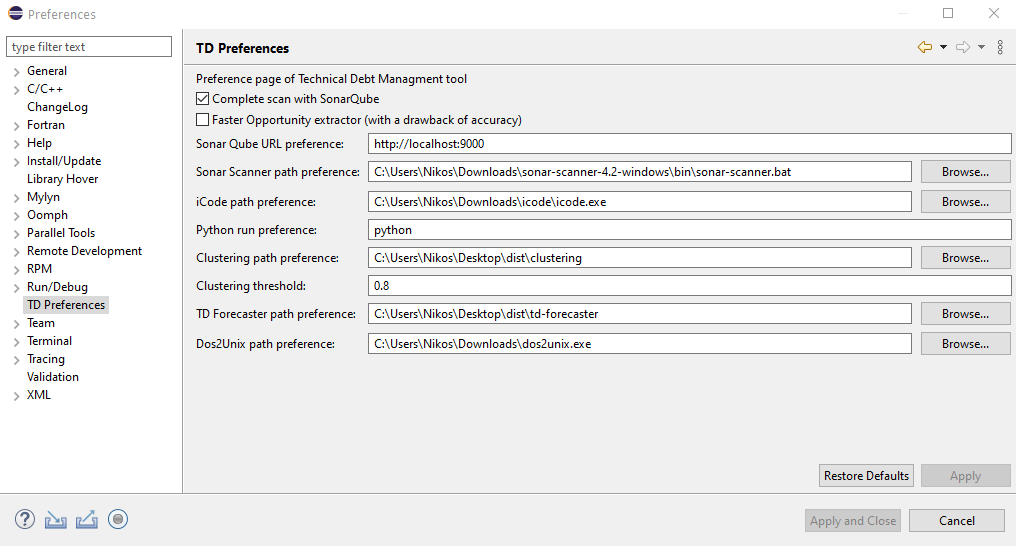 Preferences
type filter text
General
C/C++
ChangeLog
Fortran
Help
Install/Update
Library Hover
Mylyn
Oomph
Parallel Tools
Remote Development
RPM
Run/Debug
TD Preferences
Team
Terminal
Tracing
Validation
XML
TD Preferences
Preference page of Technical Debt Managment tool
Complete scan with SonarQube
Faster Opportunity extractor (with a drawback of accuracy)
Sonar Qube URL preference: http://localhost:9000
Sonar Scanner path preference: C:\Users\Nikos\Downloads\sonar-scanner-4.2-windows\bin\sonar-scanner.bat Browse...
iCode path preference: C:\Users\Nikos\Downloads\icode\icode.exe Browse...
Python run preference: python
Clustering path preference: C:\Users\Nikos\Desktop\dist\clustering Browse...
Clustering threshold: 0.8
TD Forecaster path preference: C:\Users\Nikos\Desktop\dist\td-forecaster Browse...
Dos2Unix path preference: C:\Users\Nikos\Downloads\dos2unix.exe Browse...
Restore Defaults Apply
Apply and Close Cancel